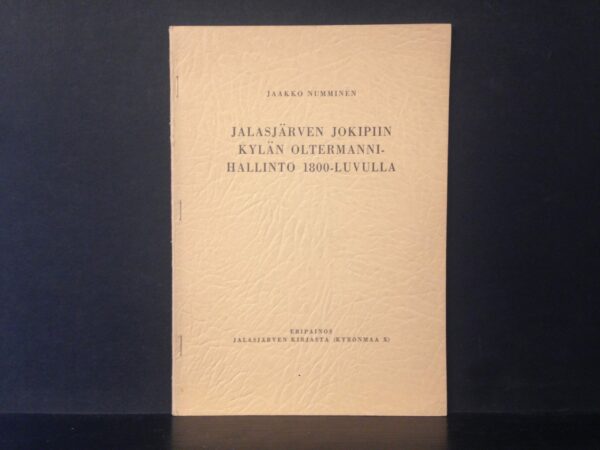 JAAKKO NUMMINEN
JALASJÄRVEN JOKIPIIN
KYLÄN OLTERMANNI-
HALLINTO 1800-LUVULLA
ERIPAINOS
JALASJÄRVEN KIRJASTA (KYRÖNMAA X)